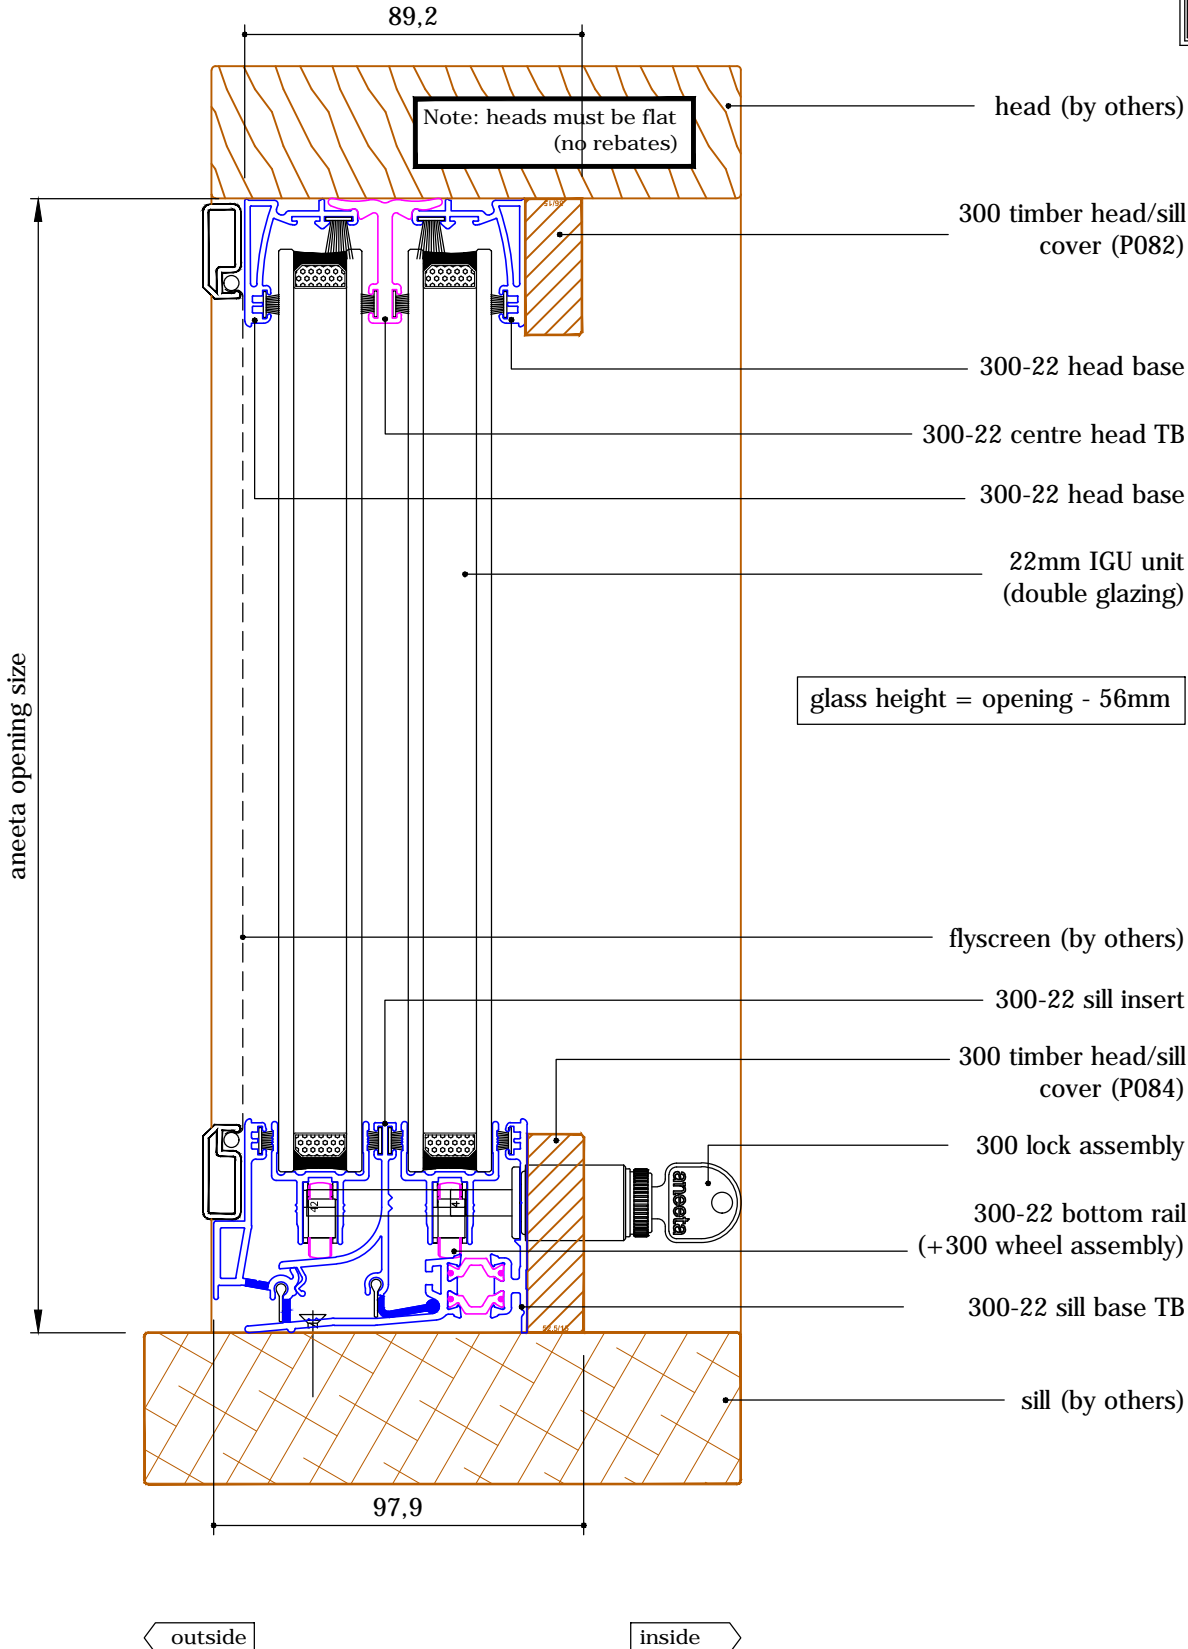 89,2
Note: heads must be flat
(no rebates)
head (by others)
300 timber head/sill
cover (P082)
300-22 head base
300-22 centre head TB
300-22 head base
22mm IGU unit
(double glazing)
glass height = opening - 56mm
aneeta opening size
flyscreen (by others)
300-22 sill insert
300 timber head/sill
cover (P084)
300 lock assembly
aneeta
300-22 bottom rail
(+300 wheel assembly)
42
4
300-22 sill base TB
sill (by others)
97,9
outside
inside